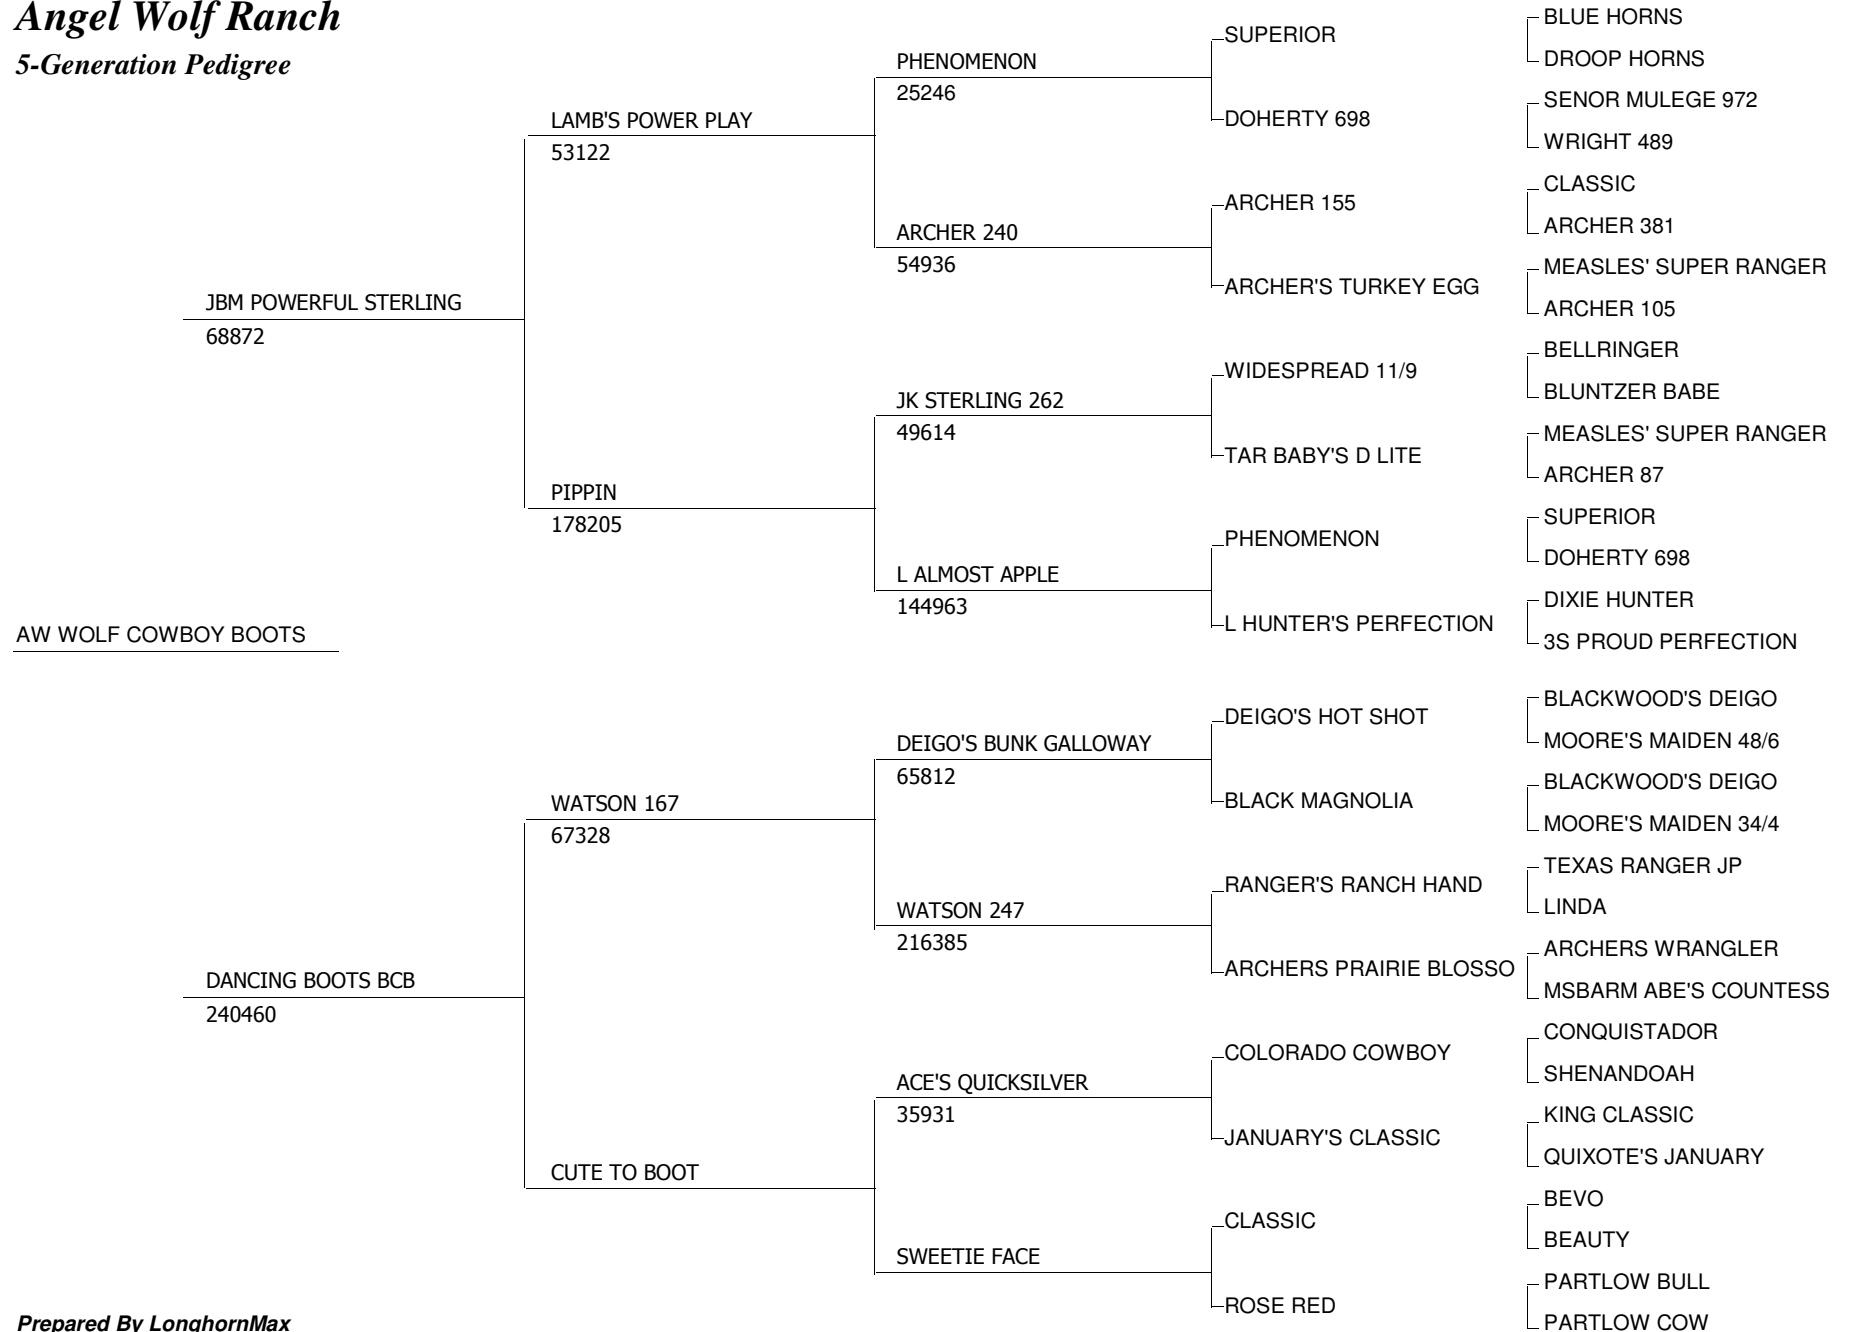 Angel Wolf Ranch
5-Generation Pedigree
AW WOLF COWBOY BOOTS
JBM POWERFUL STERLING
68872
DANCING BOOTS BCB
240460
LAMB'S POWER PLAY
53122
PIPPIN
178205
WATSON 167
67328
CUTE TO BOOT
PHENOMENON
25246
ARCHER 240
54936
JK STERLING 262
49614
L ALMOST APPLE
144963
DEIGO'S BUNK GALLOWAY
65812
WATSON 247
216385
ACE'S QUICKSILVER
35931
SWEETIE FACE
SUPERIOR
DOHERTY 698
ARCHER 155
ARCHER'S TURKEY EGG
WIDESPREAD 11/9
TAR BABY'S D LITE
PHENOMENON
L HUNTER'S PERFECTION
DEIGO'S HOT SHOT
BLACK MAGNOLIA
RANGER'S RANCH HAND
ARCHERS PRAIRIE BLOSSO
COLORADO COWBOY
JANUARY'S CLASSIC
CLASSIC
ROSE RED
BLUE HORNS
DROOP HORNS
SENOR MULEGE 972
WRIGHT 489
CLASSIC
ARCHER 381
MEASLES' SUPER RANGER
ARCHER 105
BELLRINGER
BLUNTZER BABE
MEASLES' SUPER RANGER
ARCHER 87
SUPERIOR
DOHERTY 698
DIXIE HUNTER
3S PROUD PERFECTION
BLACKWOOD'S DEIGO
MOORE'S MAIDEN 48/6
BLACKWOOD'S DEIGO
MOORE'S MAIDEN 34/4
TEXAS RANGER JP
LINDA
ARCHERS WRANGLER
MSBARM ABE'S COUNTESS
CONQUISTADOR
SHENANDOAH
KING CLASSIC
QUIXOTE'S JANUARY
BEVO
BEAUTY
PARTLOW BULL
PARTLOW COW
Prepared By LonghornMax